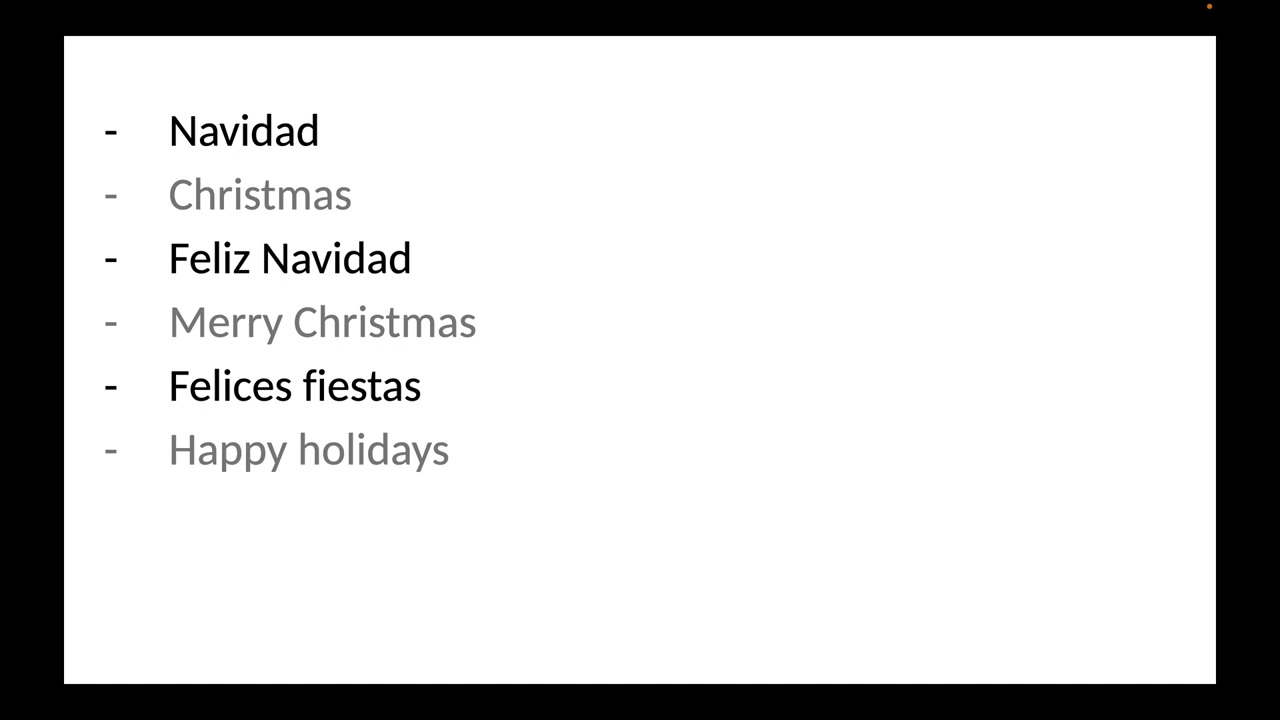 - Navidad
- Christmas
- Feliz Navidad
- Merry Christmas
- Felices fiestas
- Happy holidays